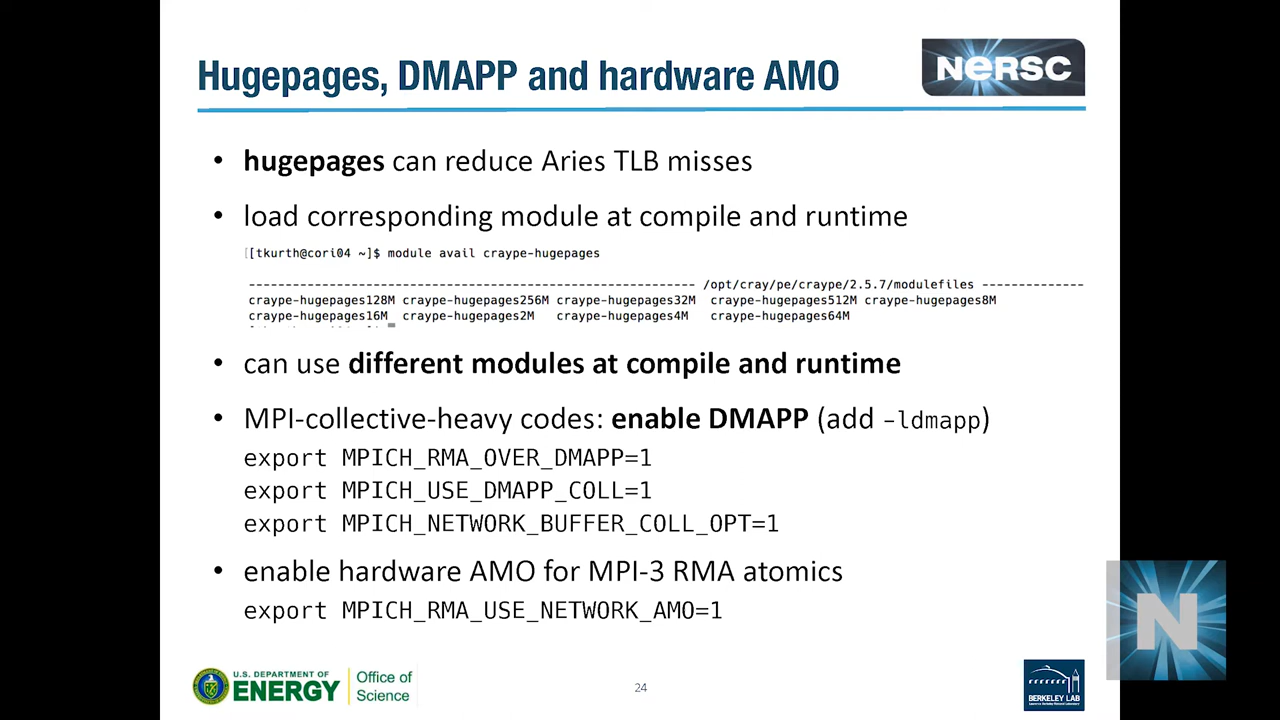 Hugepages, DMAPP and hardware AMO
NERSC
• hugepages can reduce Aries TLB misses
• load corresponding module at compile and runtime
[tkurth@cori04 ~]$ module avail craype-hugepages
--------------------------------------------------------- /opt/cray/pe/craype/2.5.7/modulefiles -------------
craype-hugepages128M craype-hugepages256M craype-hugepages32M craype-hugepages512M craype-hugepages8M
craype-hugepages16M craype-hugepages2M craype-hugepages4M craype-hugepages64M
• can use different modules at compile and runtime
• MPI-collective-heavy codes: enable DMAPP (add –ldmapp)
export MPICH_RMA_OVER_DMAPP=1
export MPICH_USE_DMAPP_COLL=1
export MPICH_NETWORK_BUFFER_COLL_OPT=1
• enable hardware AMO for MPI-3 RMA atomics
export MPICH_RMA_USE_NETWORK_AMO=1
N
U.S. DEPARTMENT OF
ENERGY
Office of
Science
24
BERKELEY LAB